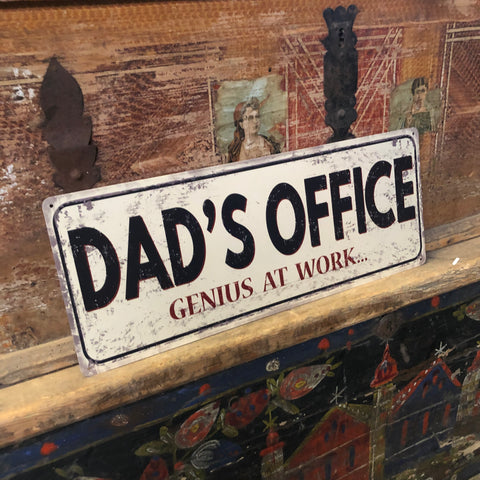 DAD'S OFFICE
GENIUS AT WORK...